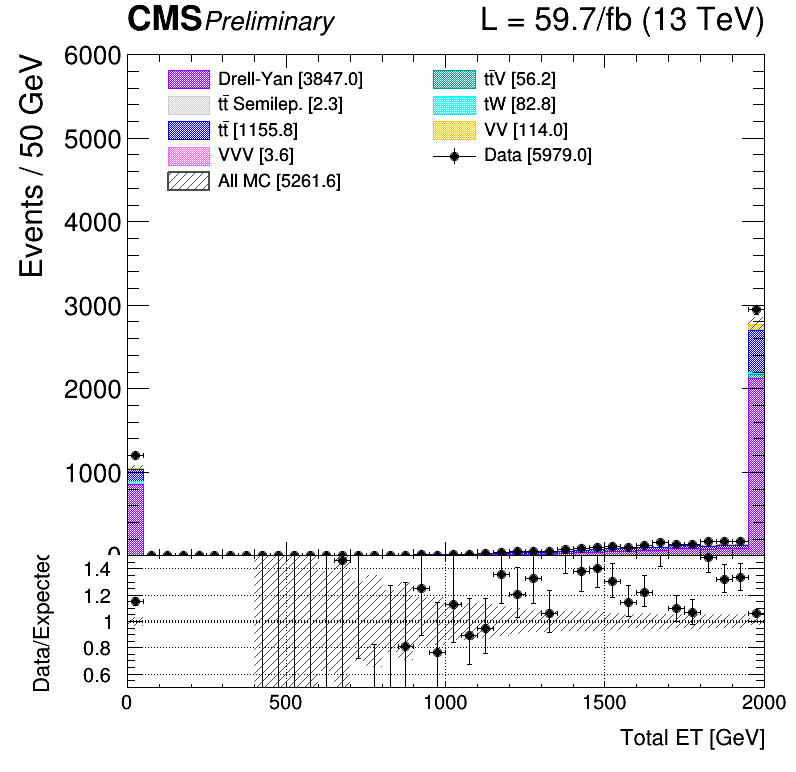 CMS Preliminary L = 59.7/fb (13 TeV)
Events / 50 GeV
6000
5000
4000
3000
2000
1000
0
Drell-Yan [3847.0]
tt̄ Semilep. [2.3]
tt̄ [1155.8]
VVV [3.6]
All MC [5261.6]
tt̄V [56.2]
tW [82.8]
VV [114.0]
Data [5979.0]
Data/Expected
1.4
1.2
1
0.8
0.6
0 500 1000 1500 2000
Total ET [GeV]